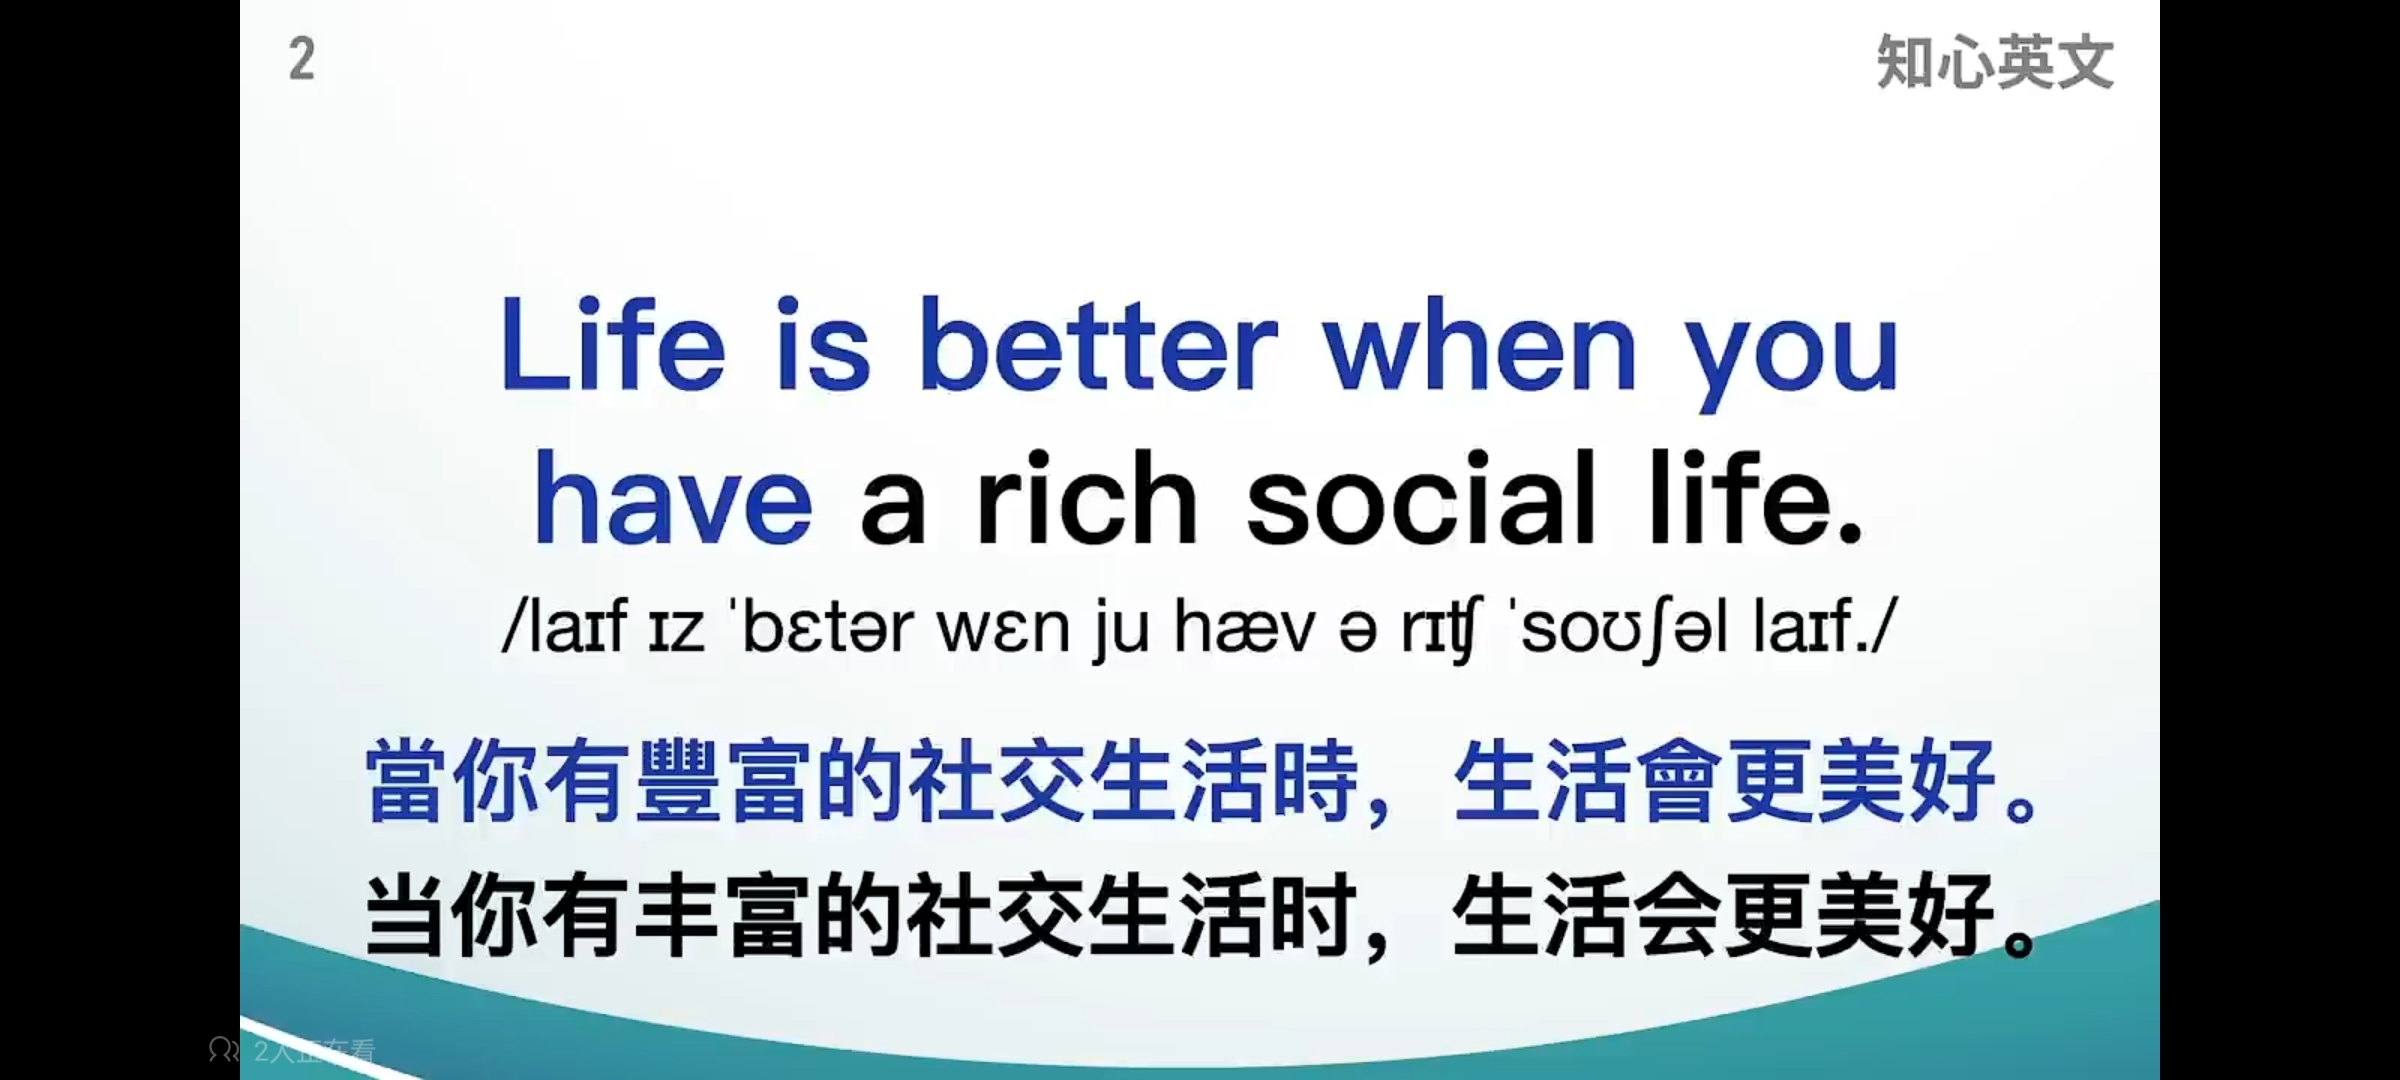 2
知心英文
Life is better when you
have a rich social life.
/laɪf ɪz ˈbɛtər wɛn ju hæv ə rɪʧ ˈsoʊʃəl laɪf./
當你有豐富的社交生活時，生活會更美好。
当你有丰富的社交生活时，生活会更美好。
2人正在看